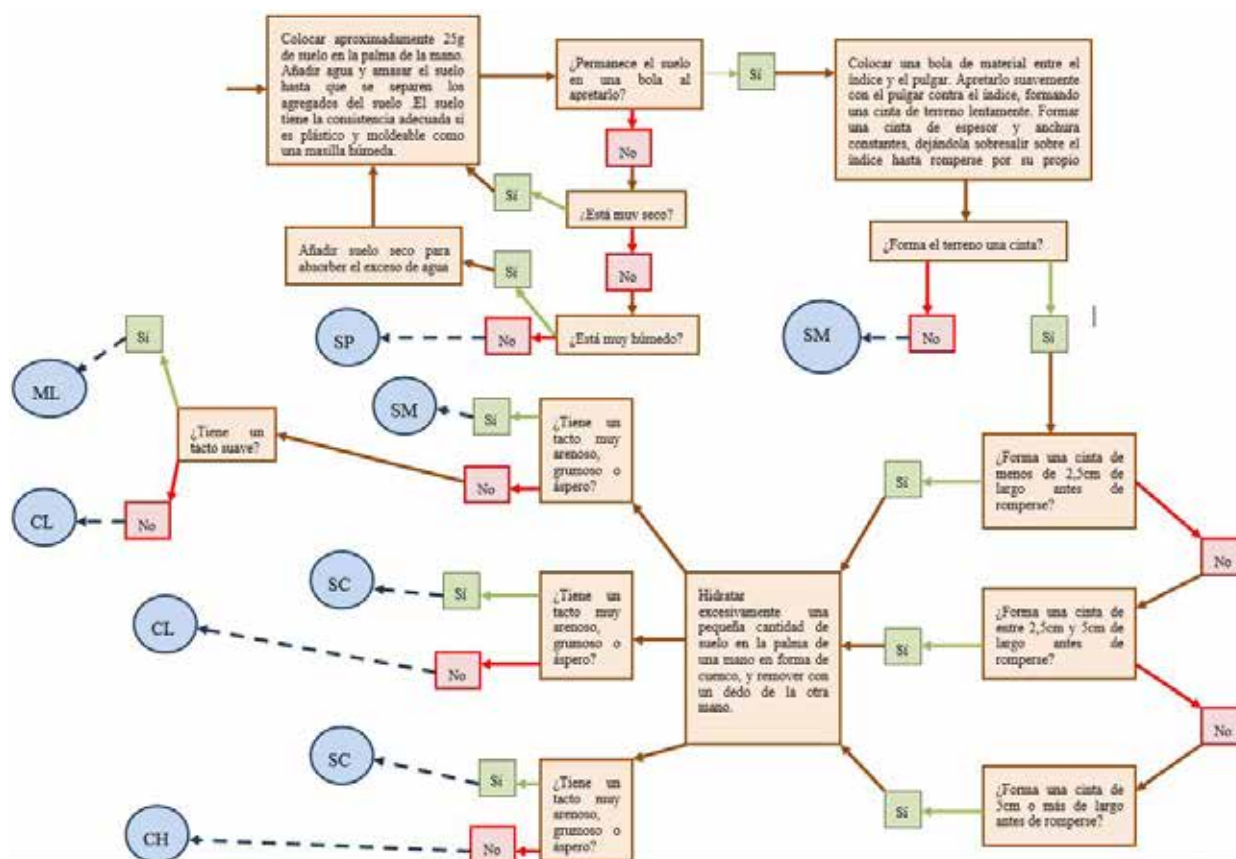 Colocar aproximadamente 25g
de suelo en la palma de la mano.
Añadir agua y amasar el suelo
hasta que se separen los
agregados del suelo .El suelo
tiene la consistencia adecuada si
es plástico y moldeable como
una masilla húmeda.
¿Permanece el suelo
en una bola al
apretarlo?
Sí
Colocar una bola de material entre el
índice y el pulgar. Apretarlo suavemente
con el pulgar contra el índice, formando
una cinta de terreno lentamente. Formar
una cinta de espesor y anchura
constantes, dejándola sobresalir sobre el
índice hasta romperse por su propio
No
Sí
¿Está muy seco?
¿Forma el terreno una cinta?
Añadir suelo seco para
absorber el exceso de agua
Sí
No
SP
No
¿Está muy húmedo?
SM
No
Sí
Sí
ML
SM
Sí
¿Tiene un
tacto muy
arenoso,
grumoso o
áspero?
¿Tiene un
tacto suave?
No
¿Forma una cinta de
menos de 2,5cm de
largo antes de
romperse?
Sí
CL
No
No
SC
Sí
¿Tiene un
tacto muy
arenoso,
grumoso o
áspero?
CL
No
Hidratar
excesivamente una
pequeña cantidad de
suelo en la palma de
una mano en forma de
cuenco, y remover con
un dedo de la otra
mano.
Sí
¿Forma una cinta de
entre 2,5cm y 5cm de
largo antes de
romperse?
No
SC
Sí
¿Tiene un
tacto muy
arenoso,
grumoso o
áspero?
CH
No
Sí
¿Forma una cinta de
5cm o más de largo
antes de romperse?